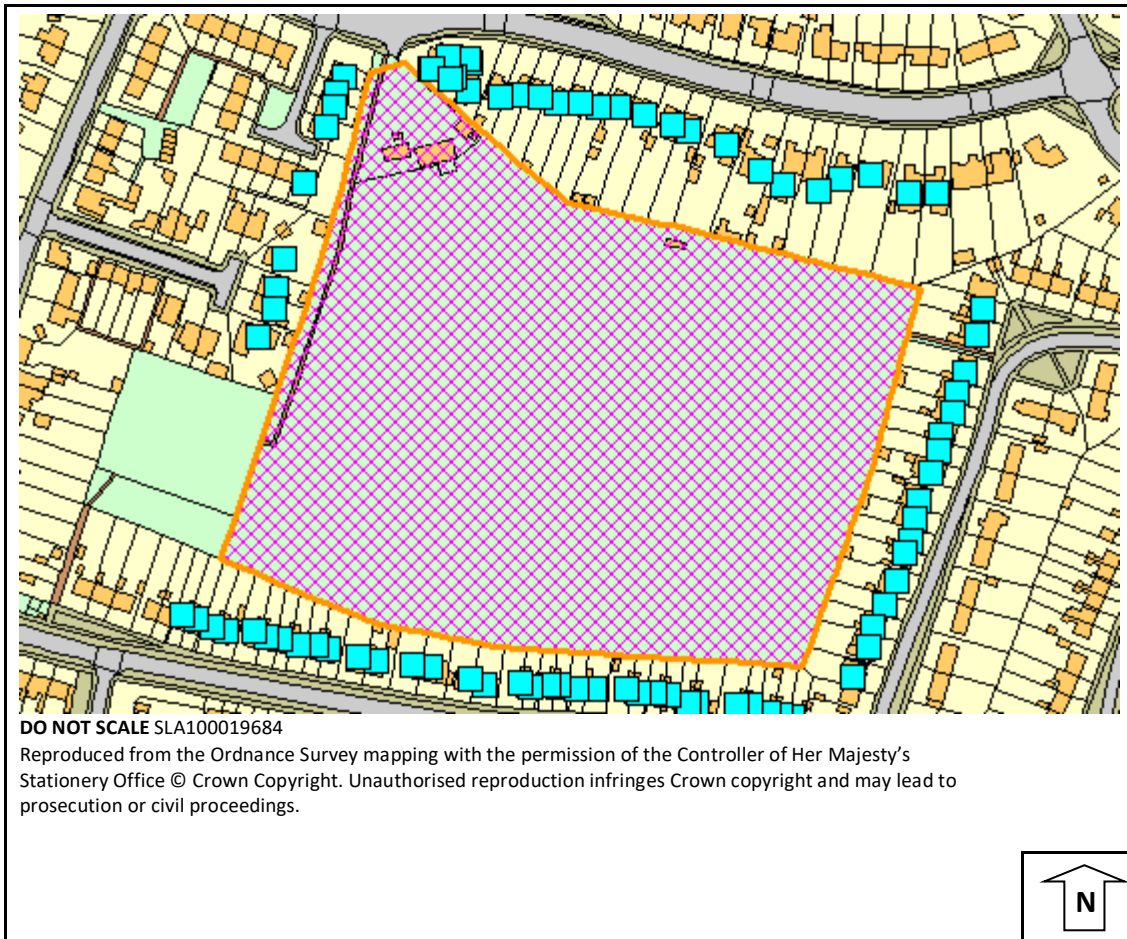 DO NOT SCALE SLA100019684
Reproduced from the Ordnance Survey mapping with the permission of the Controller of Her Majesty's
Stationery Office © Crown Copyright. Unauthorised reproduction infringes Crown copyright and may lead to
prosecution or civil proceedings.
N